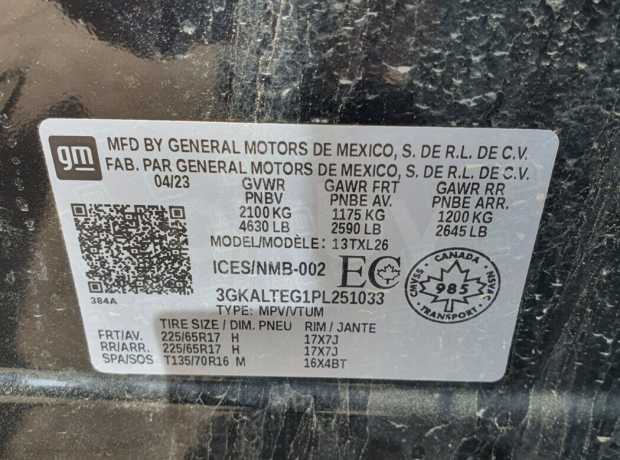 gm
MFD BY GENERAL MOTORS DE MEXICO, S. DE R.L. DE C.V.
FAB. PAR GENERAL MOTORS DE MEXICO, S. DE R.L. DE C.V.
04/23 GVWR GAWR FRT GAWR RR
PNBV PNBE AV. PNBE ARR.
2100 KG 1175 KG 1200 KG
4630 LB 2590 LB 2645 LB
MODEL/MODÈLE: 13TXL26
ICES/NMB-002 EC
CANADA
CMVSS 985 NSVAC
384A
3GKALTEG1PL251033
TYPE: MPV/VTUM
TIRE SIZE / DIM. PNEU RIM / JANTE
FRT/AV. 225/65R17 H 17X7J
RR/ARR. 225/65R17 H 17X7J
SPA/SOS T135/70R16 M 16X4BT